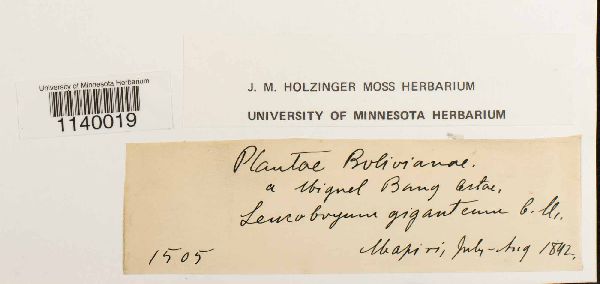 University of Minnesota Herbarium
1140019
J. M. HOLZINGER MOSS HERBARIUM
UNIVERSITY OF MINNESOTA HERBARIUM
Plantae Bolivianae.
a Miguel Bang
Leucobryum giganteum C. M.
1505
Mapiri, July-Aug 1892.